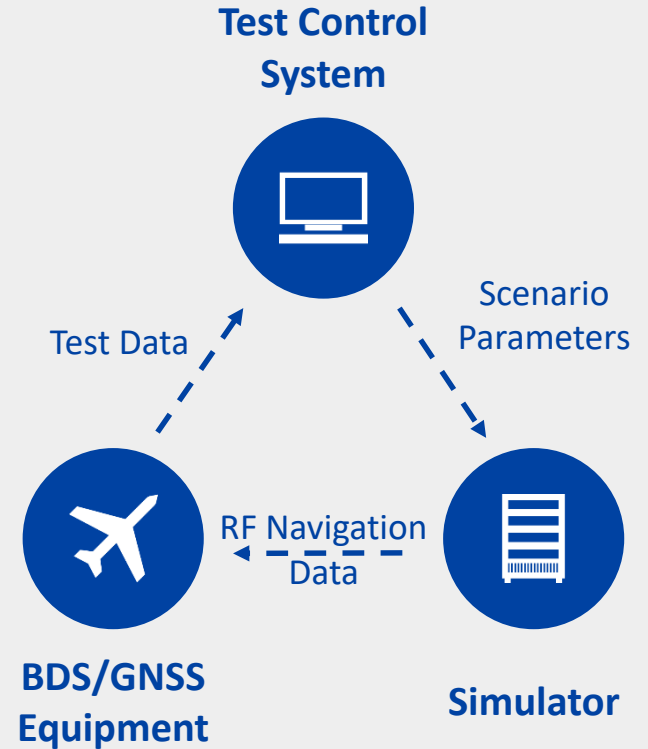 Test Control
System
Scenario
Parameters
Test Data
RF Navigation
Data
BDS/GNSS
Equipment
Simulator